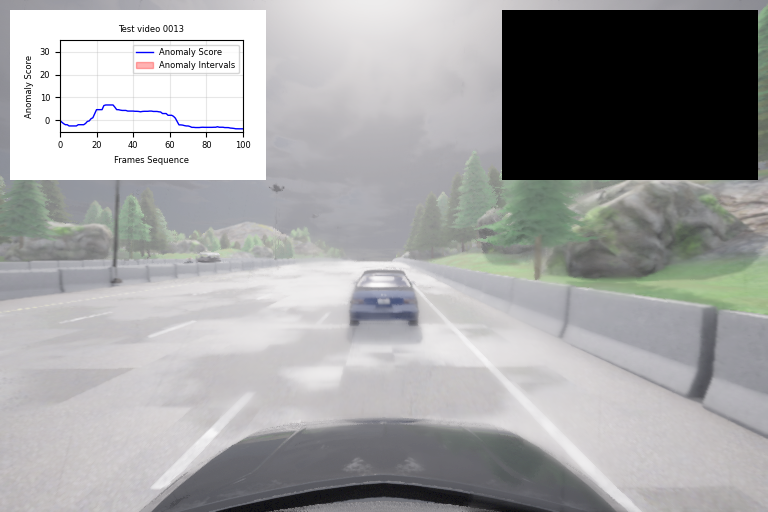 Test video 0013
Anomaly Score
30
20
10
0
Anomaly Score
Anomaly Intervals
0 20 40 60 80 100
Frames Sequence